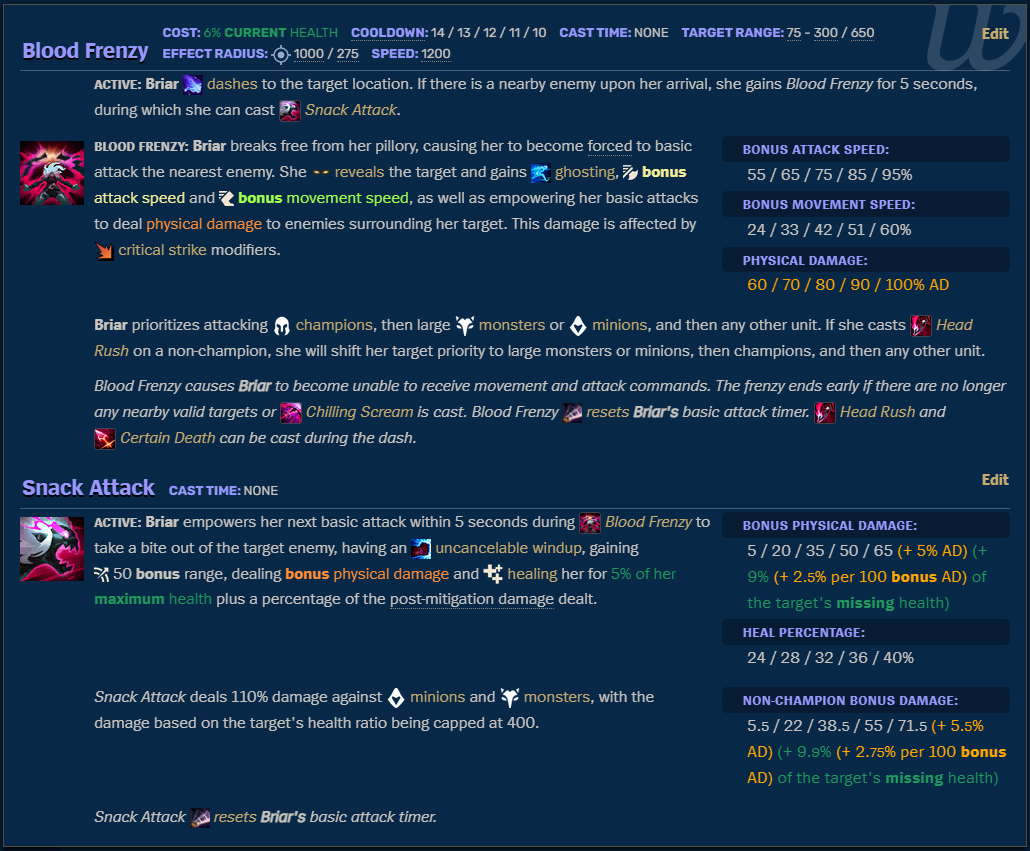 Blood Frenzy
COST: 6% CURRENT HEALTH COOLDOWN: 14 / 13 / 12 / 11 / 10 CAST TIME: NONE TARGET RANGE: 75 - 300 / 650
EFFECT RADIUS: 1000 / 275 SPEED: 1200
Edit
ACTIVE: Briar dashes to the target location. If there is a nearby enemy upon her arrival, she gains Blood Frenzy for 5 seconds,
during which she can cast Snack Attack.
BLOOD FRENZY: Briar breaks free from her pillory, causing her to become forced to basic
attack the nearest enemy. She reveals the target and gains ghosting, bonus
attack speed and bonus movement speed, as well as empowering her basic attacks
to deal physical damage to enemies surrounding her target. This damage is affected by
critical strike modifiers.
BONUS ATTACK SPEED:
55 / 65 / 75 / 85 / 95%
BONUS MOVEMENT SPEED:
24 / 33 / 42 / 51 / 60%
PHYSICAL DAMAGE:
60 / 70 / 80 / 90 / 100% AD
Briar prioritizes attacking champions, then large monsters or minions, and then any other unit. If she casts Head
Rush on a non-champion, she will shift her target priority to large monsters or minions, then champions, and then any other unit.
Blood Frenzy causes Briar to become unable to receive movement and attack commands. The frenzy ends early if there are no longer
any nearby valid targets or Chilling Scream is cast. Blood Frenzy resets Briar's basic attack timer. Head Rush and
Certain Death can be cast during the dash.
Snack Attack CAST TIME: NONE
Edit
ACTIVE: Briar empowers her next basic attack within 5 seconds during Blood Frenzy to
take a bite out of the target enemy, having an uncancelable windup, gaining
50 bonus range, dealing bonus physical damage and healing her for 5% of her
maximum health plus a percentage of the post-mitigation damage dealt.
BONUS PHYSICAL DAMAGE:
5 / 20 / 35 / 50 / 65 (+ 5% AD) (+
9% (+ 2.5% per 100 bonus AD) of
the target's missing health)
HEAL PERCENTAGE:
24 / 28 / 32 / 36 / 40%
Snack Attack deals 110% damage against minions and monsters, with the
damage based on the target's health ratio being capped at 400.
NON-CHAMPION BONUS DAMAGE:
5.5 / 22 / 38.5 / 55 / 71.5 (+ 5.5%
AD) (+ 9.9% (+ 2.75% per 100 bonus
AD) of the target's missing health)
Snack Attack resets Briar's basic attack timer.